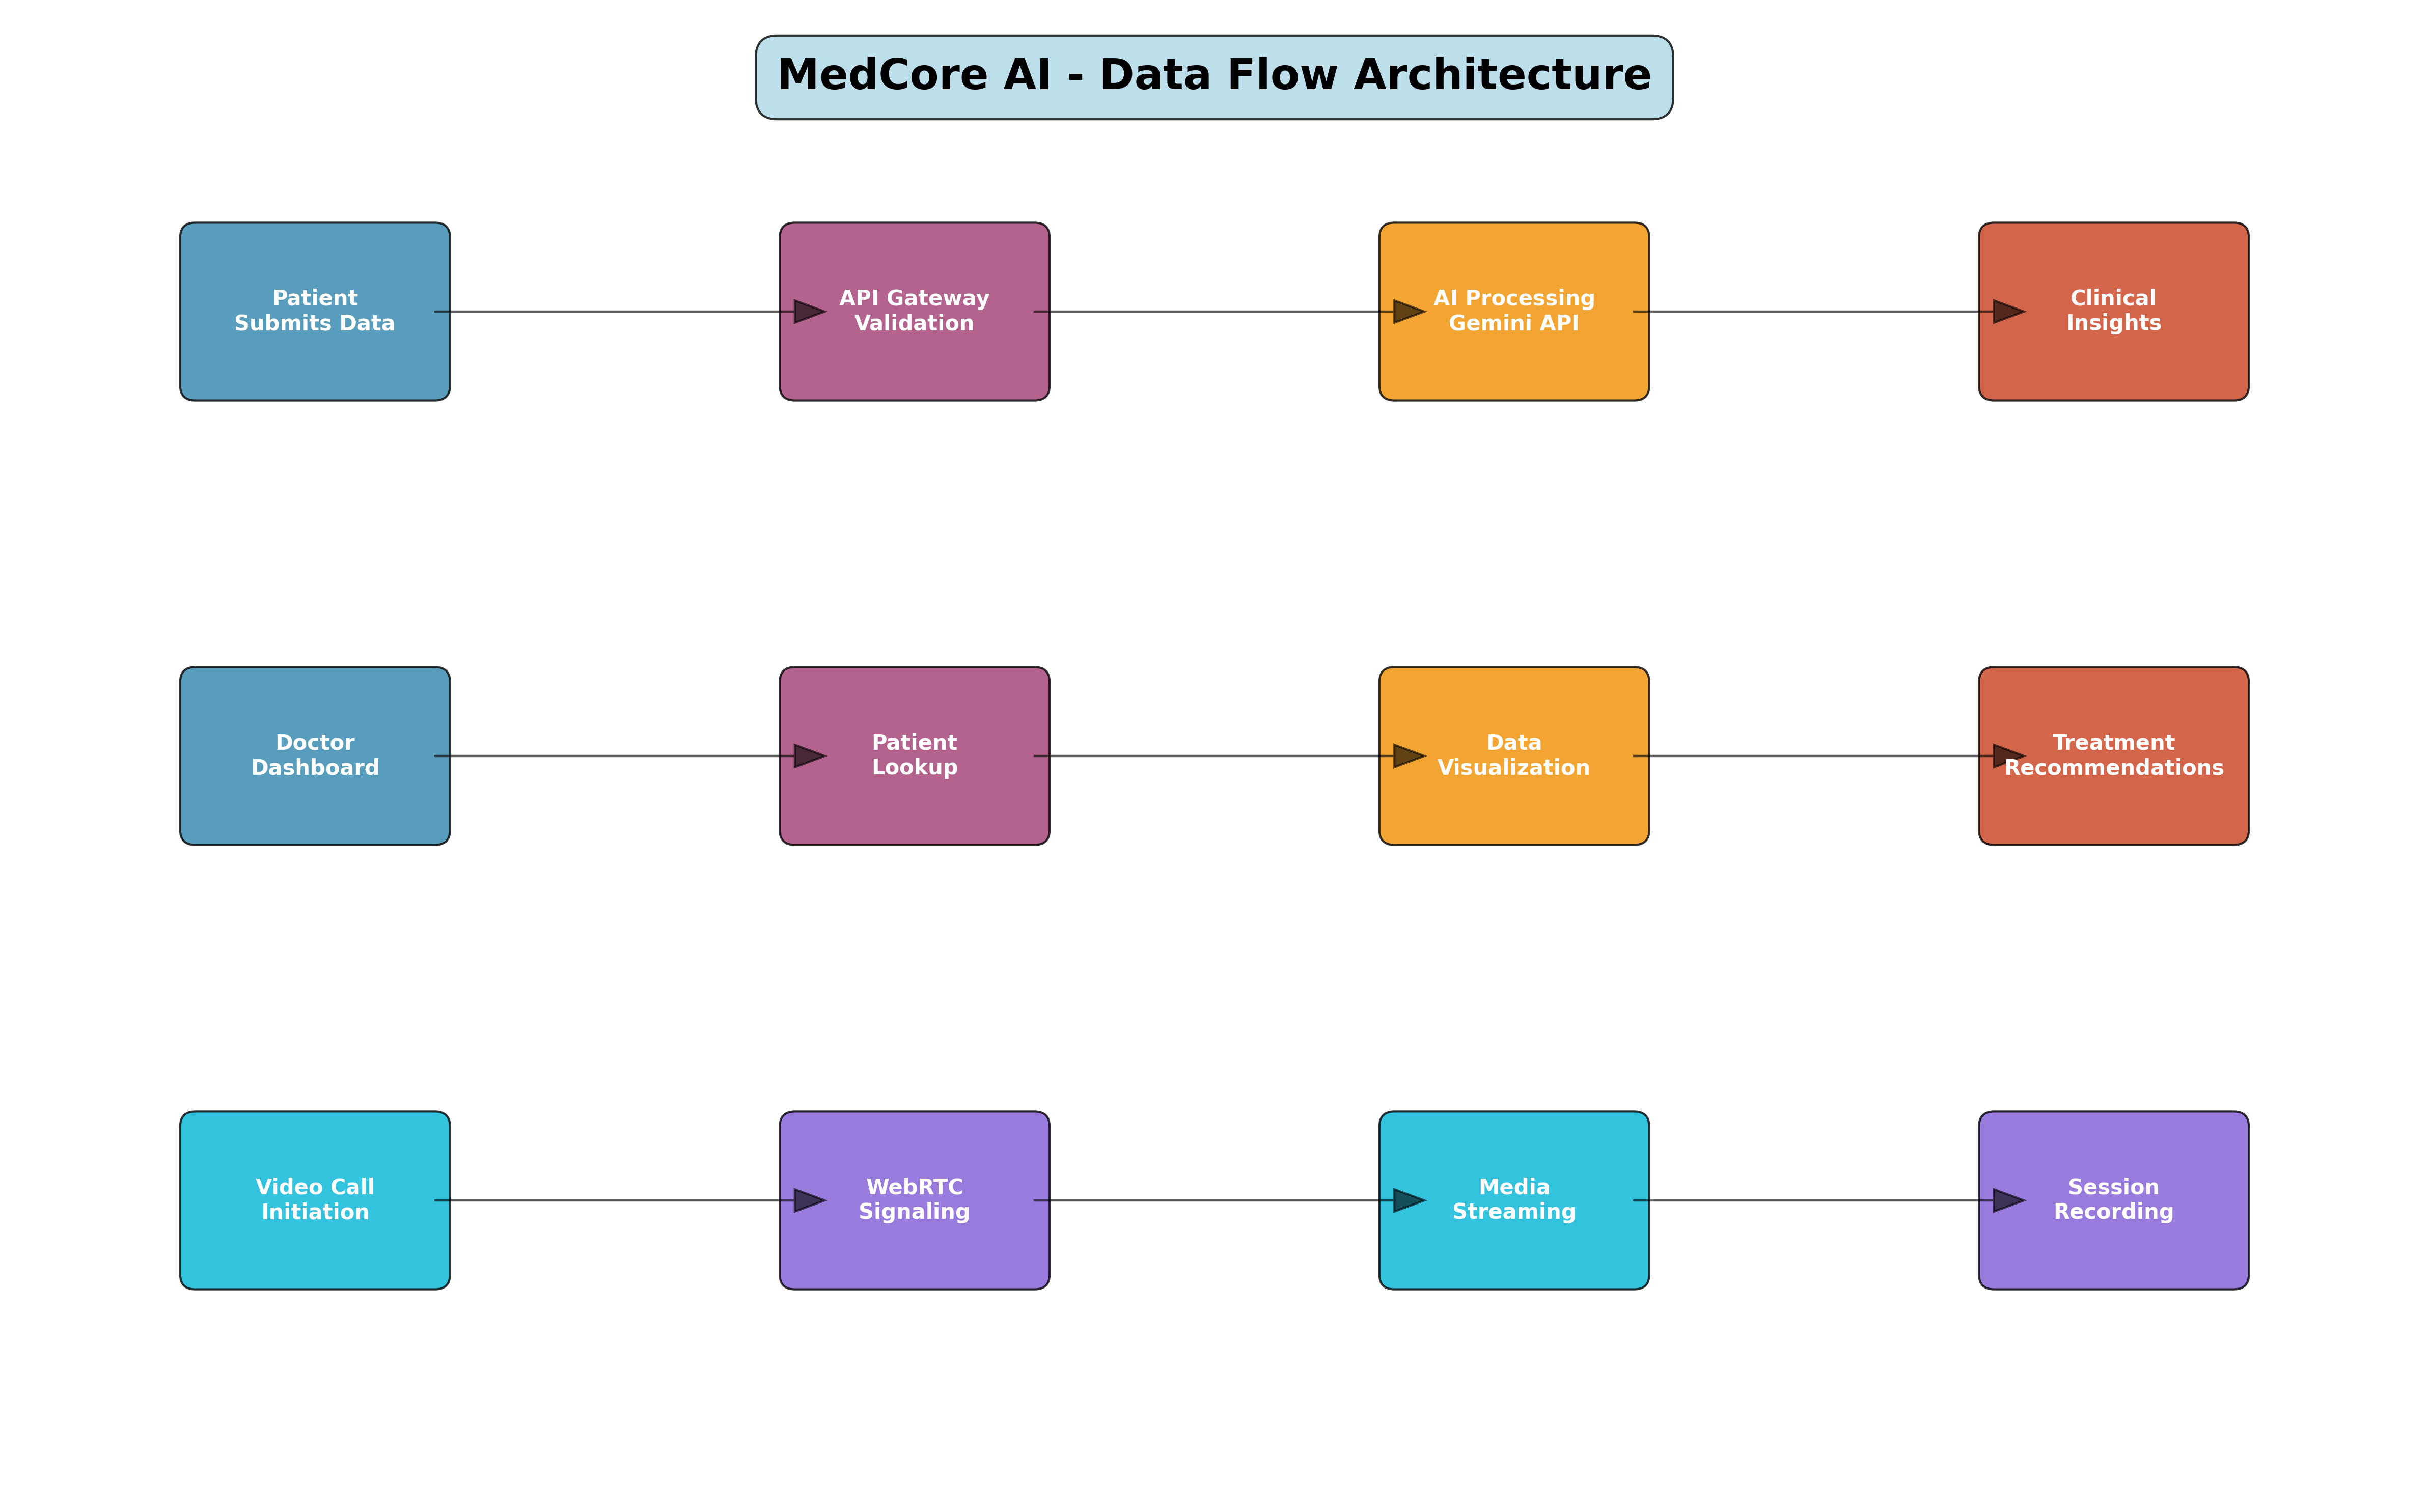 MedCore AI - Data Flow Architecture
Patient
Submits Data
API Gateway
Validation
AI Processing
Gemini API
Clinical
Insights
Doctor
Dashboard
Patient
Lookup
Data
Visualization
Treatment
Recommendations
Video Call
Initiation
WebRTC
Signaling
Media
Streaming
Session
Recording